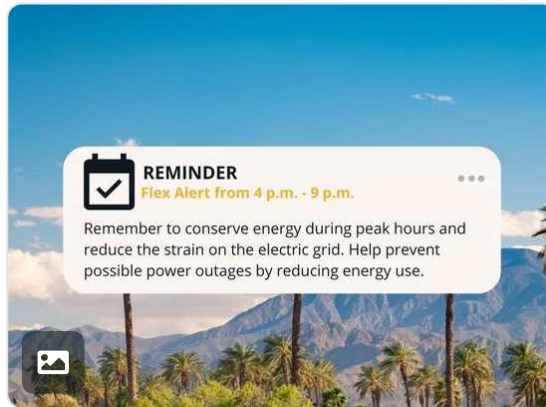 REMINDER
Flex Alert from 4 p.m. - 9 p.m.
Remember to conserve energy during peak hours and
reduce the strain on the electric grid. Help prevent
possible power outages by reducing energy use.